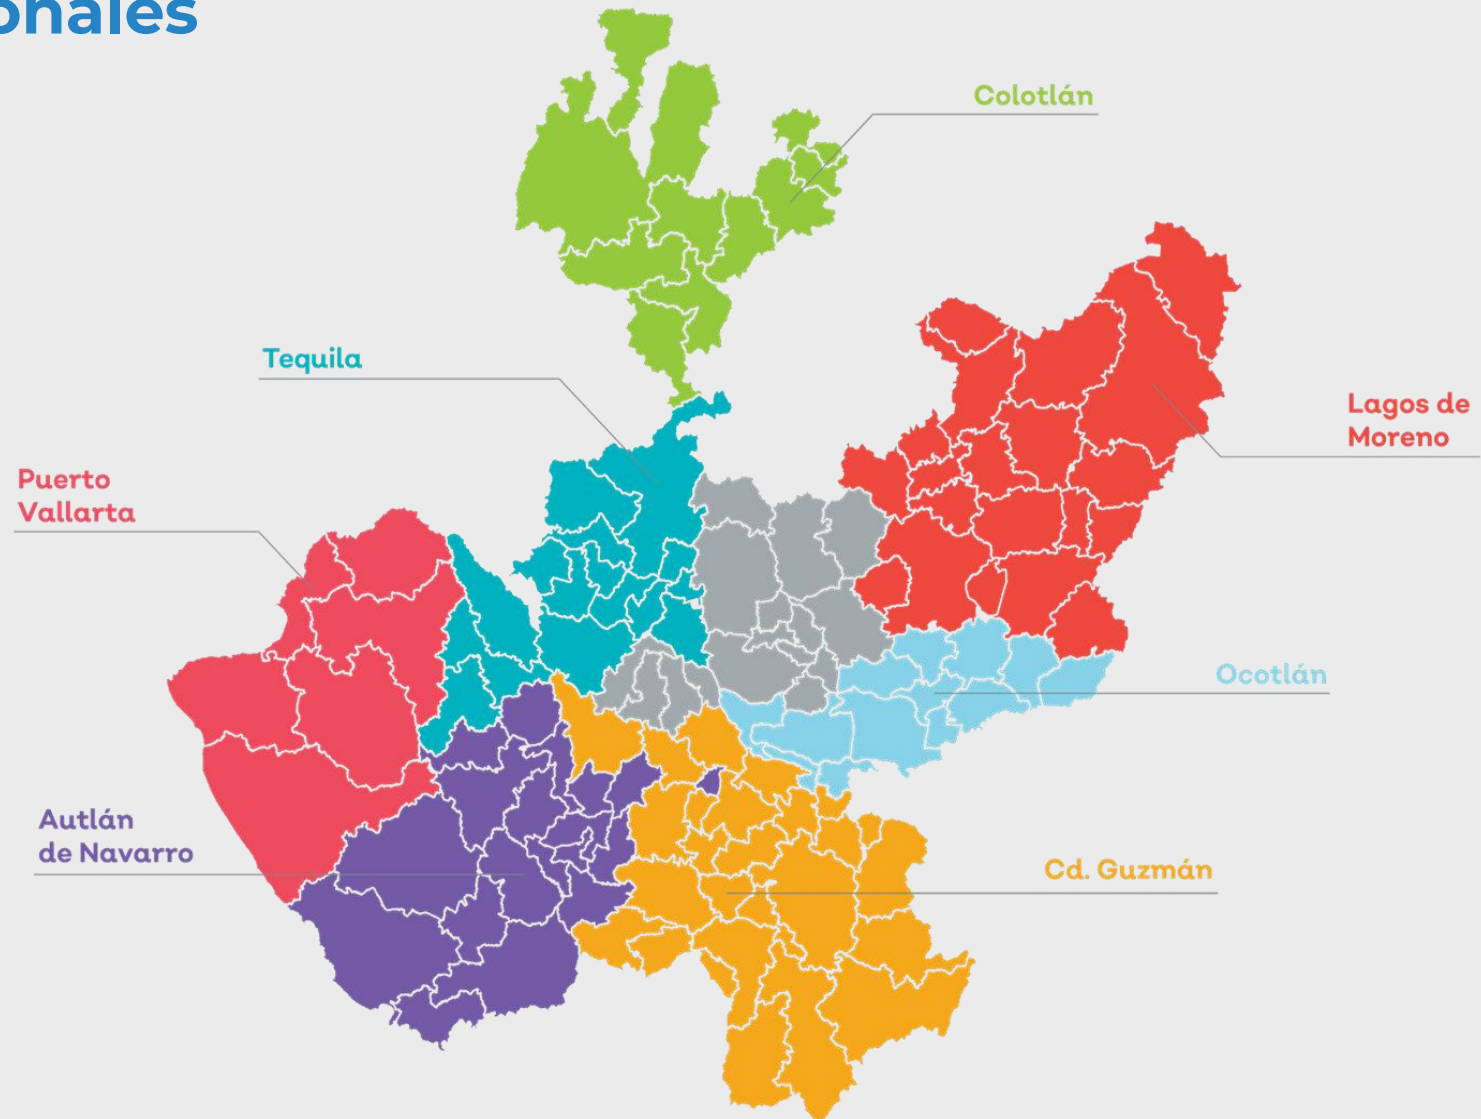 onales
Colotlán
Tequila
Lagos de
Moreno
Puerto
Vallarta
Ocotlán
Autlán
de Navarro
Cd. Guzmán